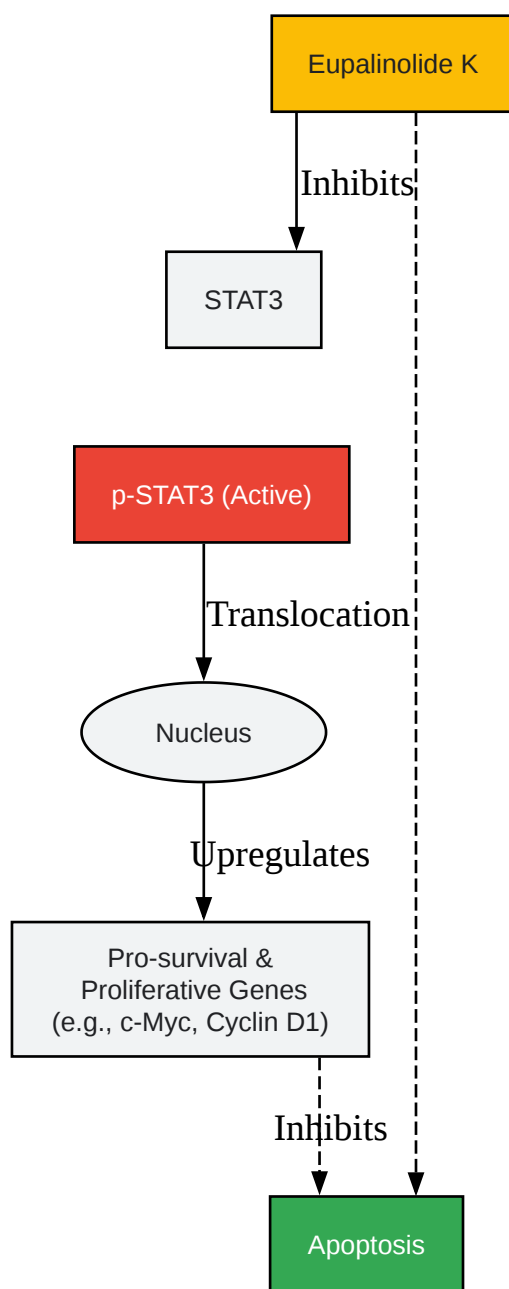 Eupalinolide K
Inhibits
STAT3
p-STAT3 (Active)
Translocation
Nucleus
Upregulates
Pro-survival &
Proliferative Genes
(e.g., c-Myc, Cyclin D1)
Inhibits
Apoptosis